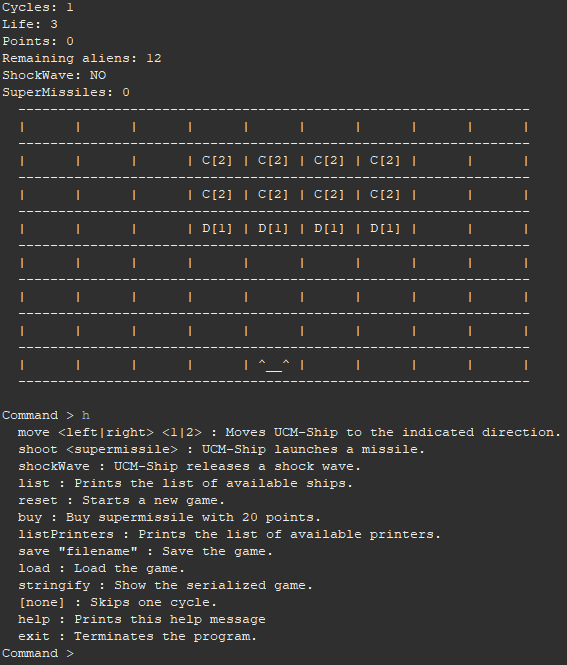 Cycles: 1
Life: 3
Points: 0
Remaining aliens: 12
ShockWave: NO
SuperMissiles: 0
----------------------------------------------------------------
|      |      |      |      |      |      |      |      |      |
----------------------------------------------------------------
|      |      |      | C[2] | C[2] | C[2] | C[2] |      |      |
----------------------------------------------------------------
|      |      |      | C[2] | C[2] | C[2] | C[2] |      |      |
----------------------------------------------------------------
|      |      |      | D[1] | D[1] | D[1] | D[1] |      |      |
----------------------------------------------------------------
|      |      |      |      |      |      |      |      |      |
----------------------------------------------------------------
|      |      |      |      |      |      |      |      |      |
----------------------------------------------------------------
|      |      |      |      |      |      |      |      |      |
----------------------------------------------------------------
|      |      |      |      | ^__^ |      |      |      |      |
----------------------------------------------------------------
Command > h
move <left|right> <1|2> : Moves UCM-Ship to the indicated direction.
shoot <supermissile> : UCM-Ship launches a missile.
shockWave : UCM-Ship releases a shock wave.
list : Prints the list of available ships.
reset : Starts a new game.
buy : Buy supermissile with 20 points.
listPrinters : Prints the list of available printers.
save "filename" : Save the game.
load : Load the game.
stringify : Show the serialized game.
[none] : Skips one cycle.
help : Prints this help message
exit : Terminates the program.
Command >